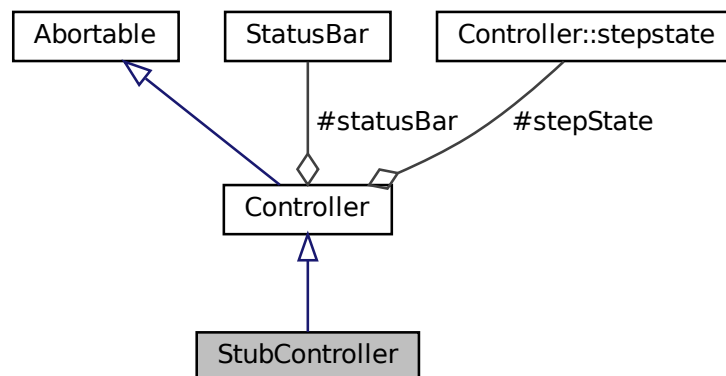 Abortable
StatusBar
Controller::stepstate
#statusBar
#stepState
Controller
StubController